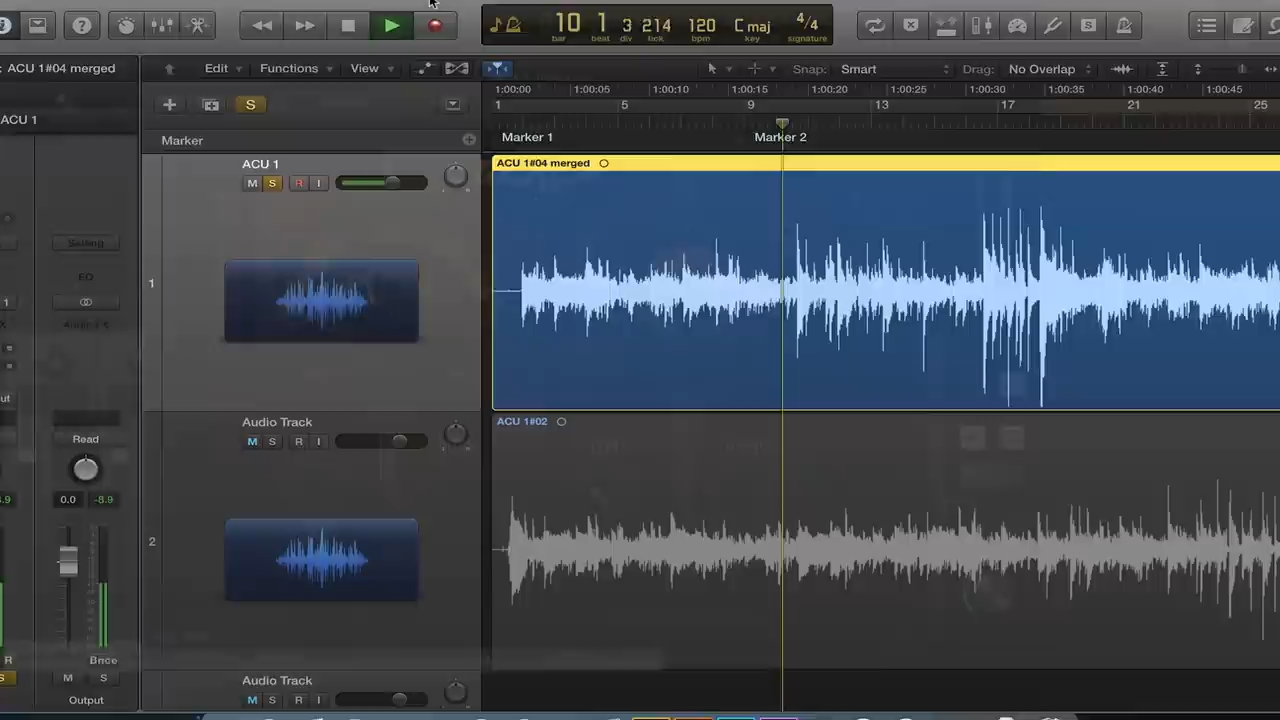 10 1 3 214 120 C maj 4/4
bar beat div tick bpm key signature
: ACU 1#04 merged Edit Functions View Snap: Smart Drag: No Overlap
1:00:00 1:00:05 1:00:10 1:00:15 1:00:20 1:00:25 1:00:30 1:00:35 1:00:45
1 5 9 13 17 21 25
S
ACU 1
Marker
Marker 1 Marker 2
ACU 1
ACU 1#04 merged
M S R I
Setting
EQ
1
Audio FX
Read
0.0 -8.9
Audio Track
ACU 1#02
M S R I
2
R Bnce
S M S
Output
Audio Track
M S R I